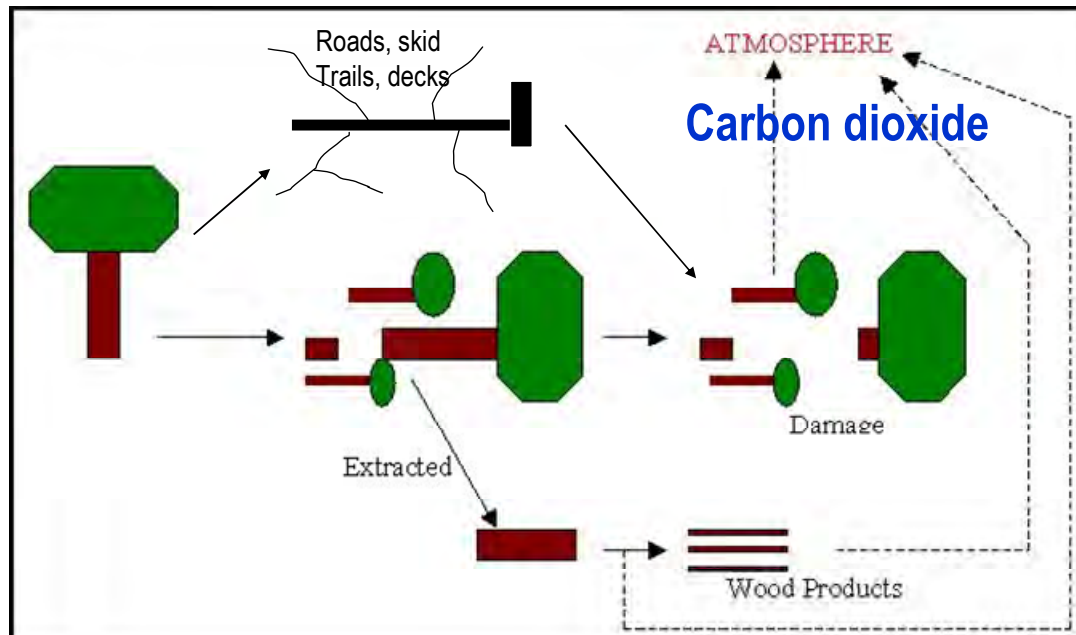 Roads, skid
Trails, decks
ATMOSPHERE
Carbon dioxide
Damage
Extracted
Wood Products